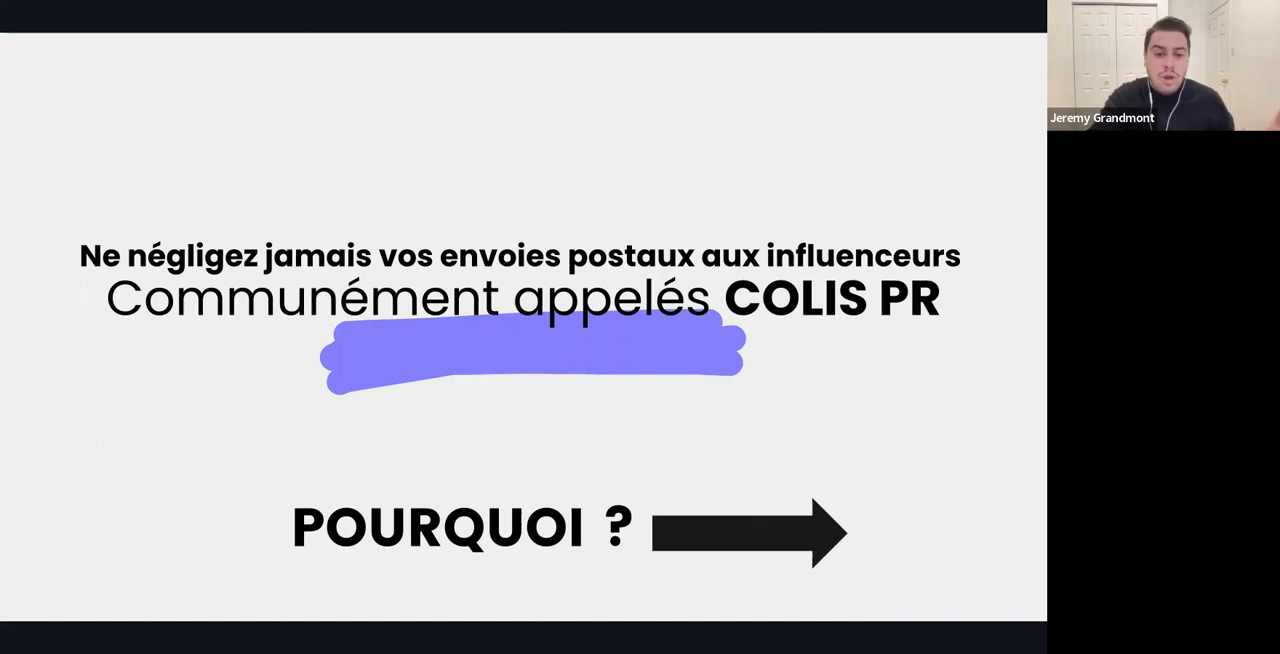 Ne négligez jamais vos envoies postaux aux influenceurs
Communément appelés COLIS PR
POURQUOI ?
Jeremy Grandmont